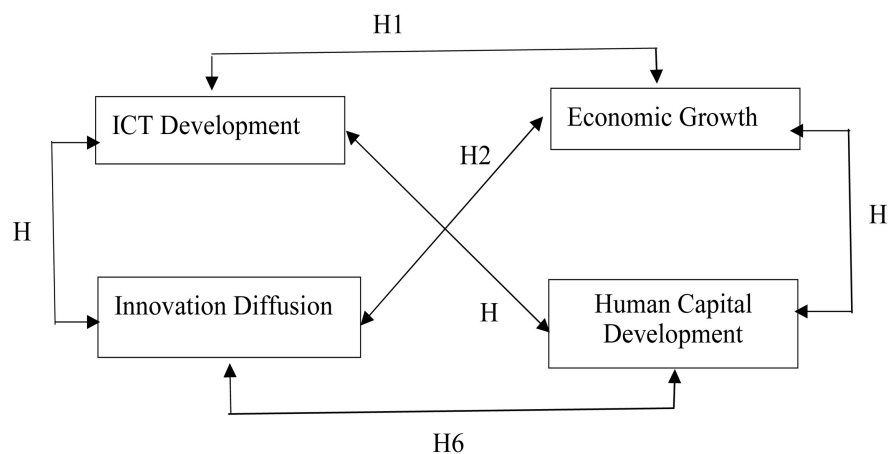 H1
ICT Development
Economic Growth
H2
H
H
Innovation Diffusion
H
Human Capital
Development
H6